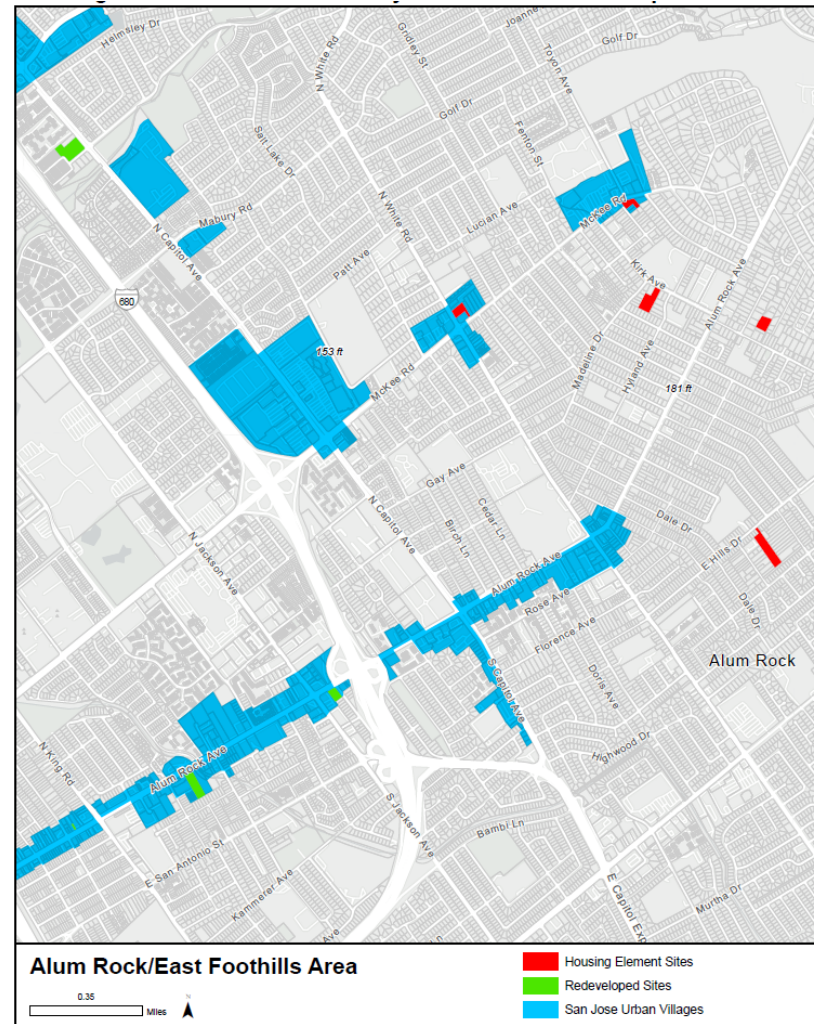 Helmsley Dr
N White Rd
Gridley St
Joanne
Toyon Ave
Golf Dr
Golf Dr
Salt Lake Dr
Fenton St
N White Rd
Mabury Rd
Lucian Ave
McKee Rd
N Capitol Ave
Patt Ave
Kirk Ave
Alum Rock Ave
680
153 ft
McKee Rd
Madeline Dr
Hyland Ave
181 ft
Gay Ave
Cedar Ln
Birch Ln
N Capitol Ave
N Jackson Ave
Dale Dr
E Hills Dr
Alum Rock Ave
Rose Ave
Dale Dr
Florence Ave
Alum Rock
S Capitol Ave
Doris Ave
N King Rd
Alum Rock Ave
Highwood Dr
S Jackson Ave
Bambi Ln
E San Antonio St
Kammerer Ave
Murtha Dr
E Capitol Exp
Ave
Ln
Alum Rock/East Foothills Area
0.35
Miles
N
Housing Element Sites
Redeveloped Sites
San Jose Urban Villages